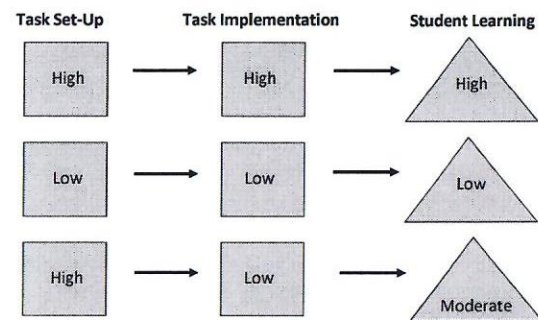 Task Set-Up Task Implementation Student Learning
High High High
Low Low Low
High Low Moderate